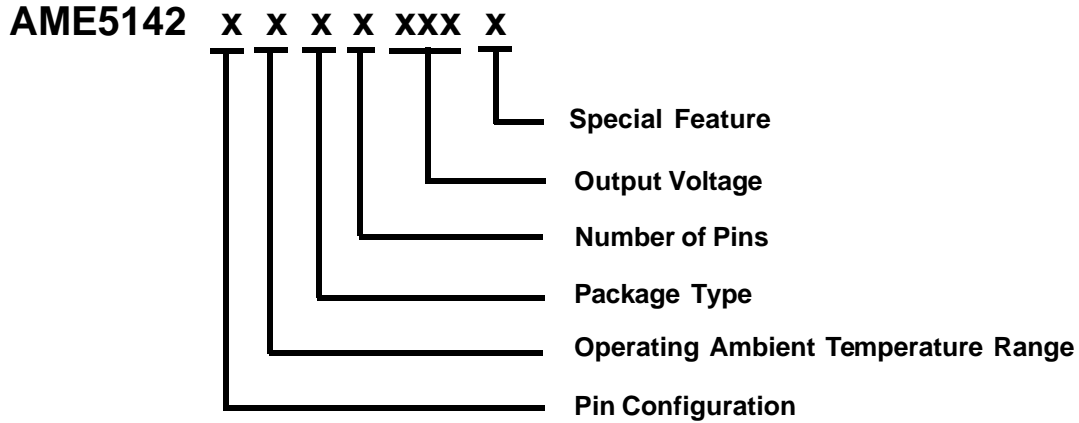 AME5142 x x x x xxx x
Special Feature
Output Voltage
Number of Pins
Package Type
Operating Ambient Temperature Range
Pin Configuration